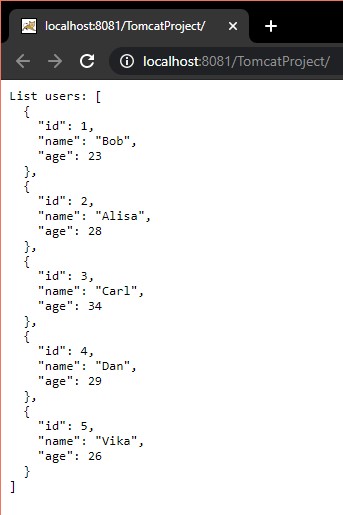 localhost:8081/TomcatProject/
localhost:8081/TomcatProject/
List users: [
  {
    "id": 1,
    "name": "Bob",
    "age": 23
  },
  {
    "id": 2,
    "name": "Alisa",
    "age": 28
  },
  {
    "id": 3,
    "name": "Carl",
    "age": 34
  },
  {
    "id": 4,
    "name": "Dan",
    "age": 29
  },
  {
    "id": 5,
    "name": "Vika",
    "age": 26
  }
]